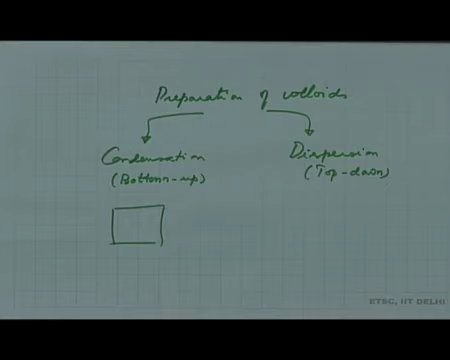 Preparation of colloids
Condensation Dispersion
(Bottom-up) (Top-down)
ETSC, IIT DELHI